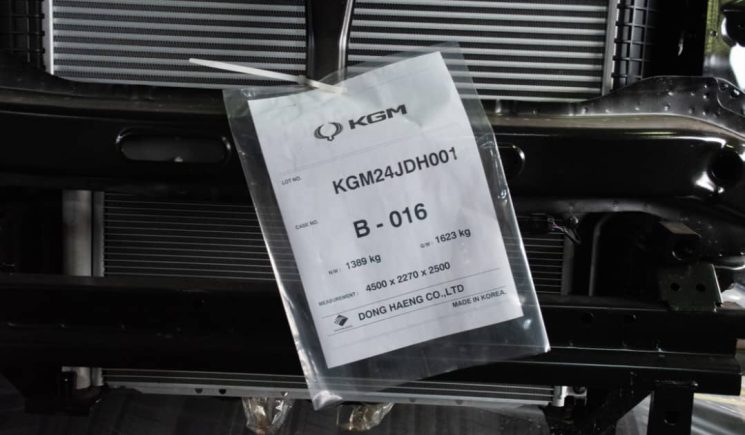 KGM
LOT NO. KGM24JDH001
CASE NO. B - 016
N/W : 1389 kg G/W : 1623 kg
MEASUREMENT : 4500 x 2270 x 2500
DONG HAENG CO.,LTD MADE IN KOREA.